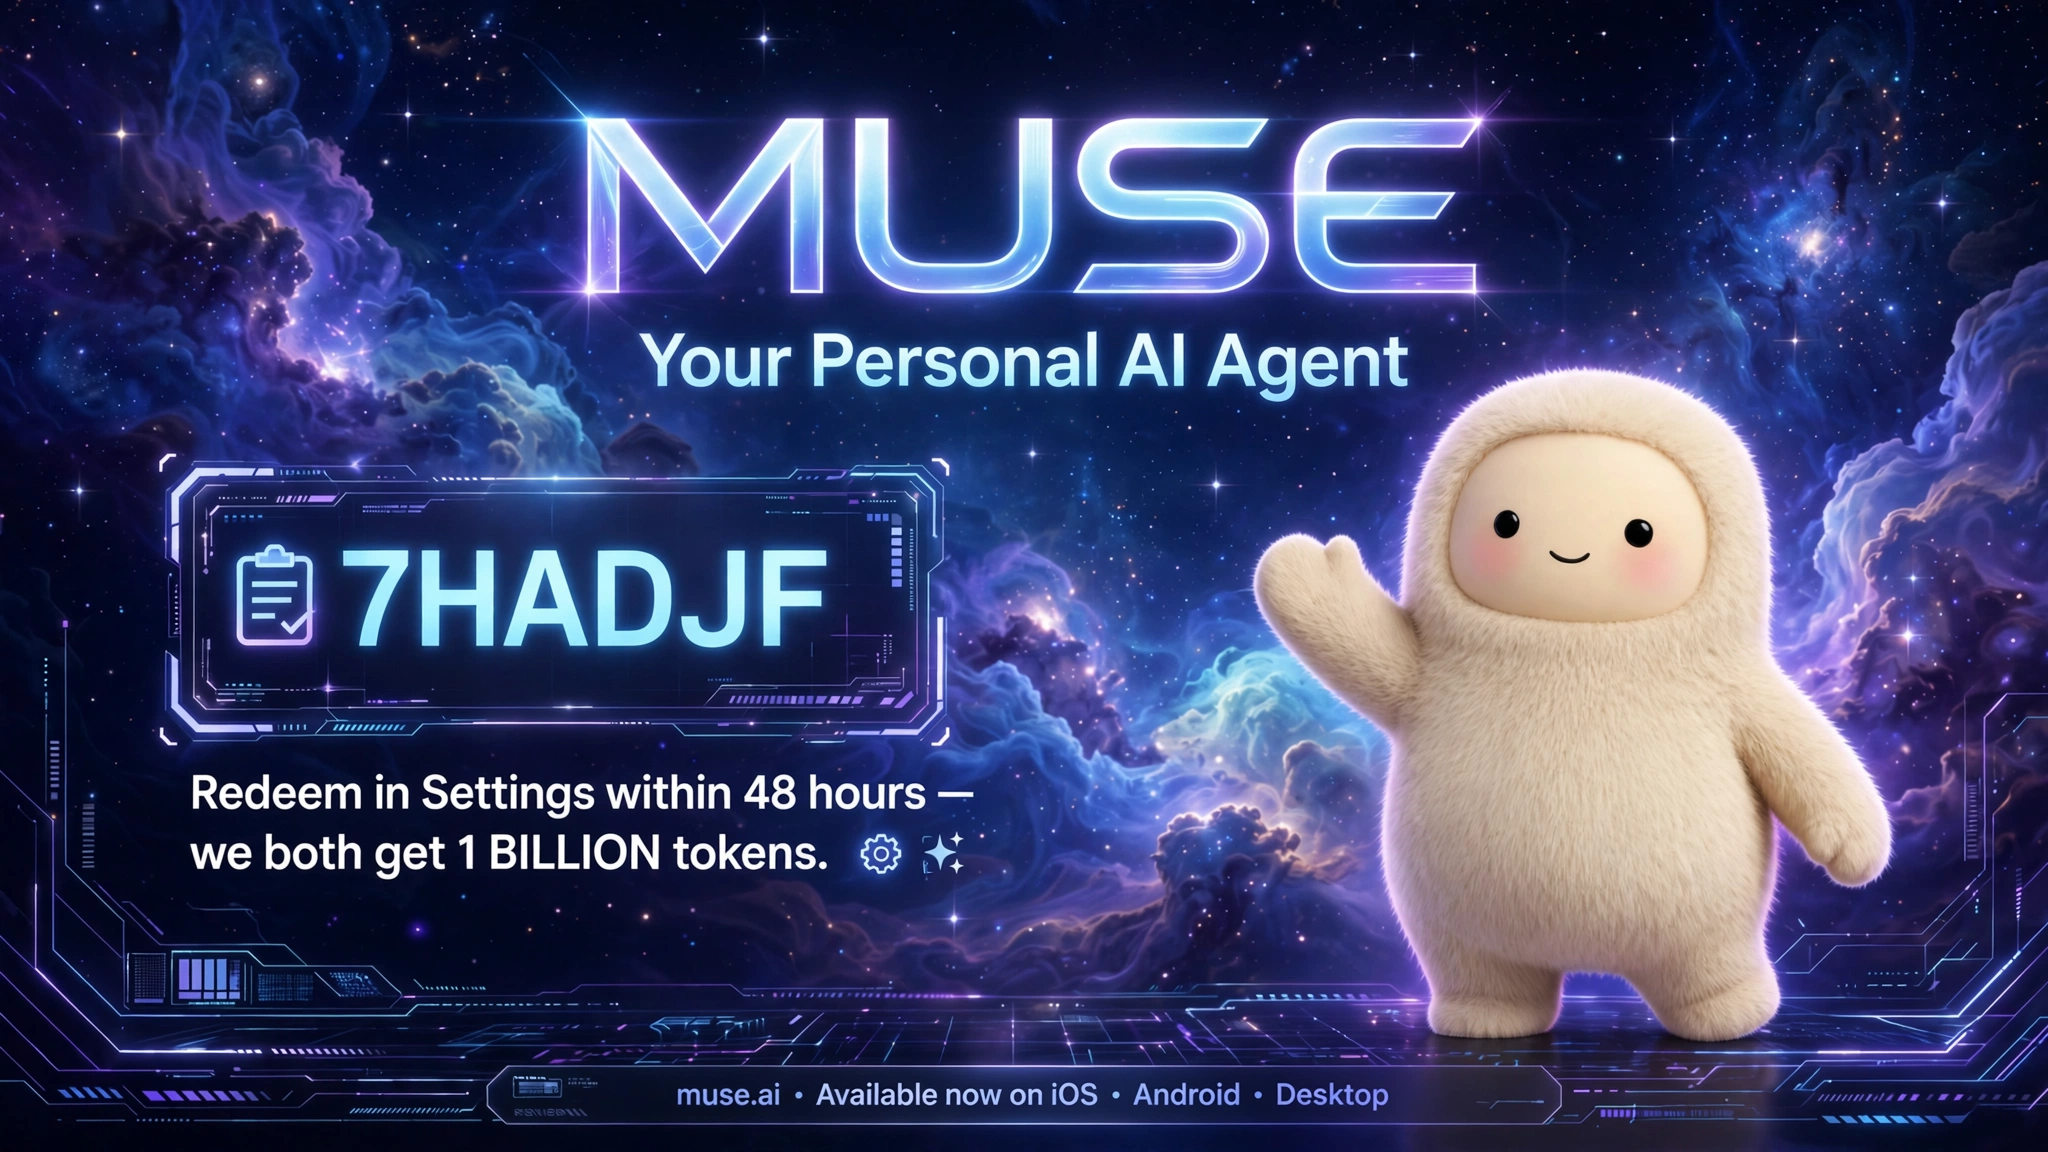 MUSE
Your Personal AI Agent
7HADJF
Redeem in Settings within 48 hours —
we both get 1 BILLION tokens.
muse.ai • Available now on iOS • Android • Desktop